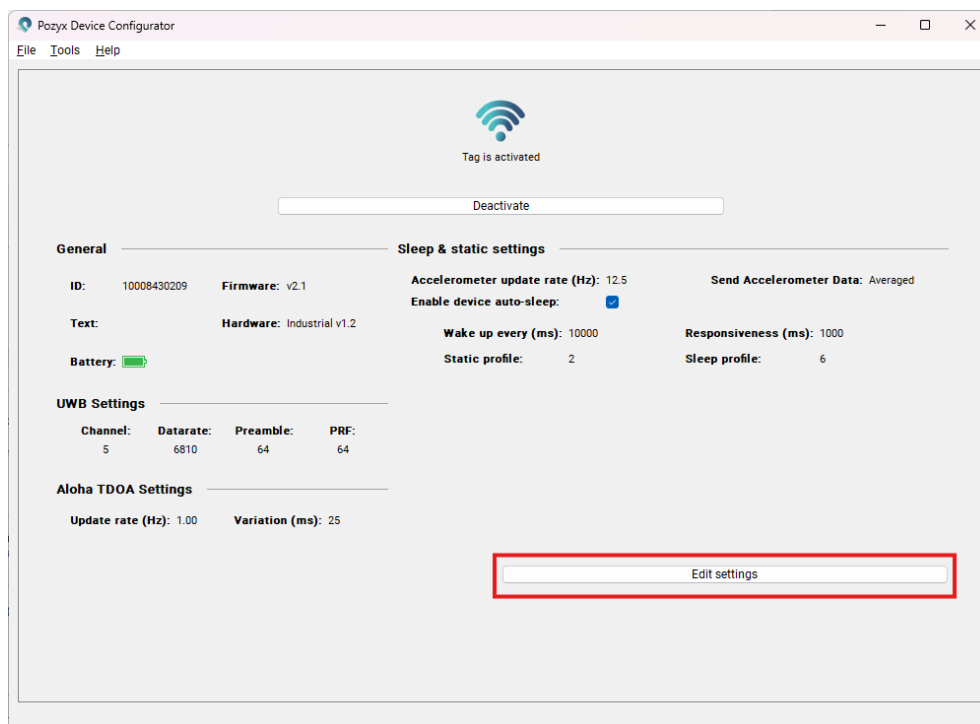 Pozyx Device Configurator
File Tools Help
Tag is activated
Deactivate
General
ID: 10008430209 Firmware: v2.1
Text: Hardware: Industrial v1.2
Battery:
UWB Settings
Channel: Datarate: Preamble: PRF:
5 6810 64 64
Aloha TDOA Settings
Update rate (Hz): 1.00 Variation (ms): 25
Sleep & static settings
Accelerometer update rate (Hz): 12.5 Send Accelerometer Data: Averaged
Enable device auto-sleep:
Wake up every (ms): 10000 Responsiveness (ms): 1000
Static profile: 2 Sleep profile: 6
Edit settings